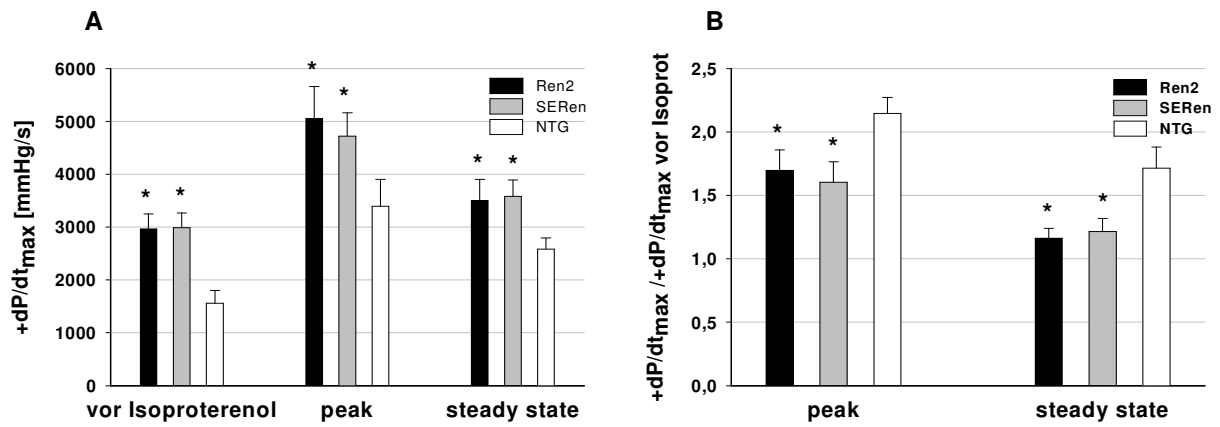 A
+dP/dtmax [mmHg/s]
6000
5000
4000
3000
2000
1000
0
* * * * * *
Ren2
SERen
NTG
vor Isoproterenol peak steady state
B
+dP/dtmax /+dP/dtmax vor Isoprot
2,5
2,0
1,5
1,0
0,5
0,0
* * * *
Ren2
SERen
NTG
peak steady state